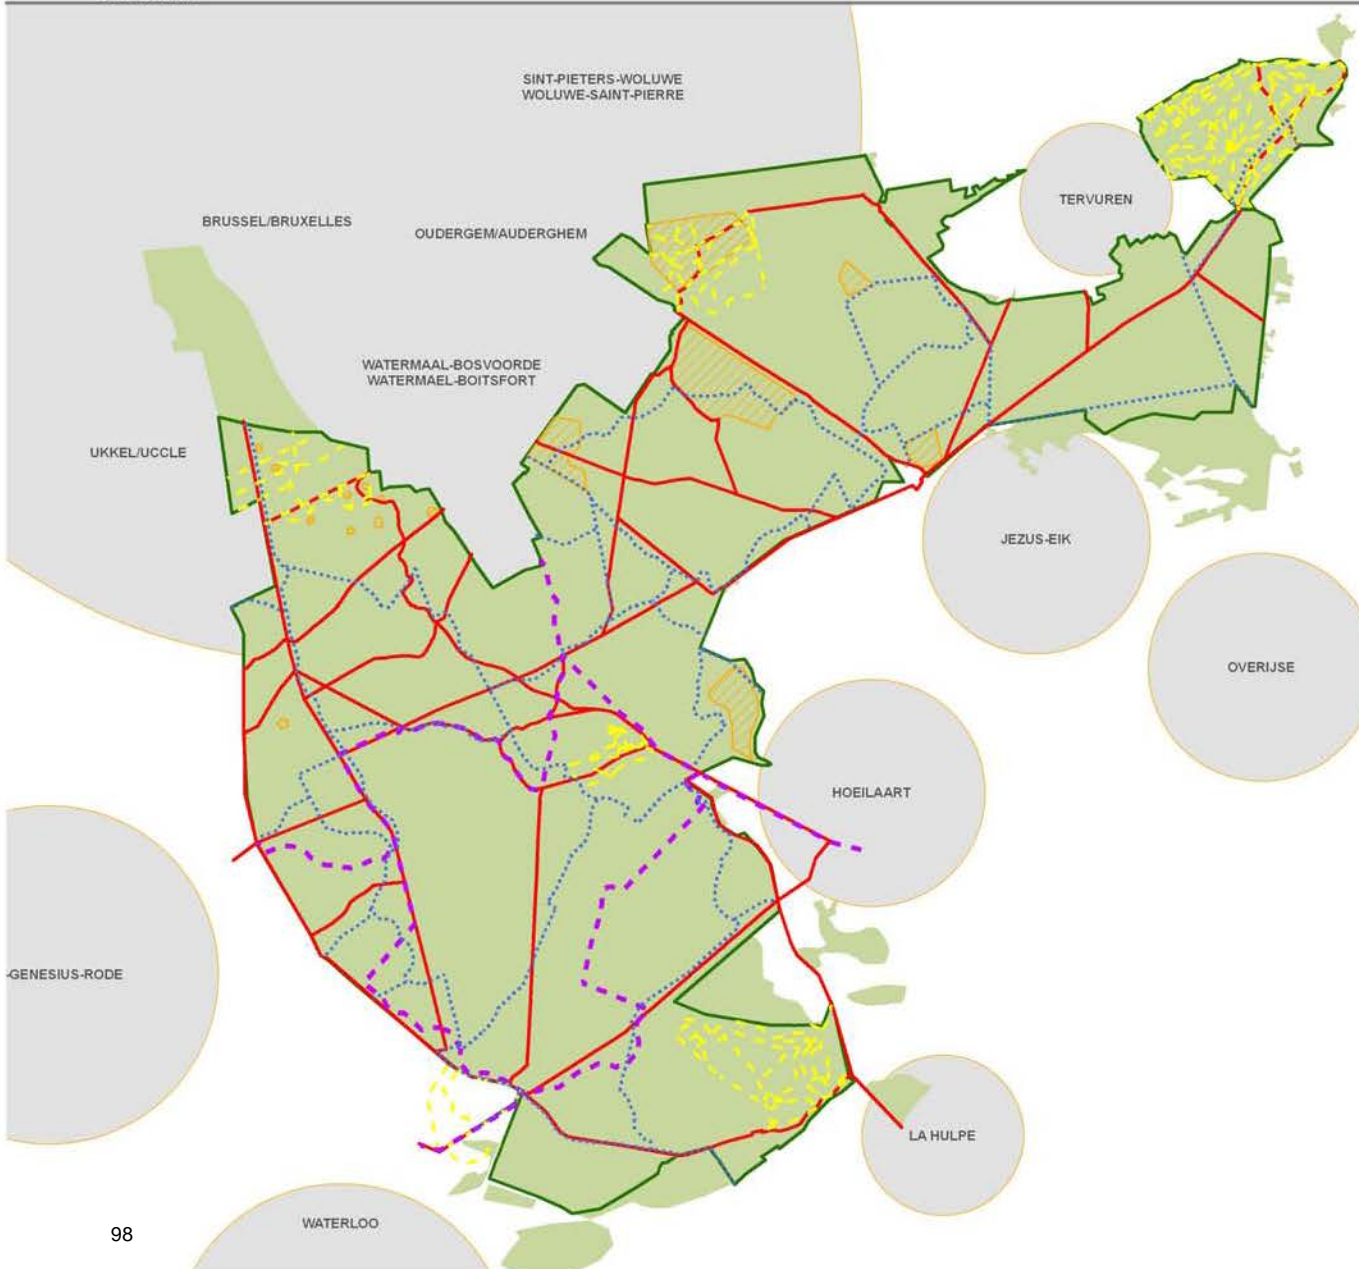 SINT-PIETERS-WOLUWE
WOLUWE-SAINT-PIERRE
TERVUREN
BRUSSEL/BRUXELLES
OUDERGEM/AUDERGHEM
WATERMAAL-BOSVOORDE
WATERMAEL-BOITSFORT
UKKEL/UCCLE
JEZUS-EIK
OVERIJSE
HOEILAART
-GENESIUS-RODE
LA HULPE
WATERLOO
98